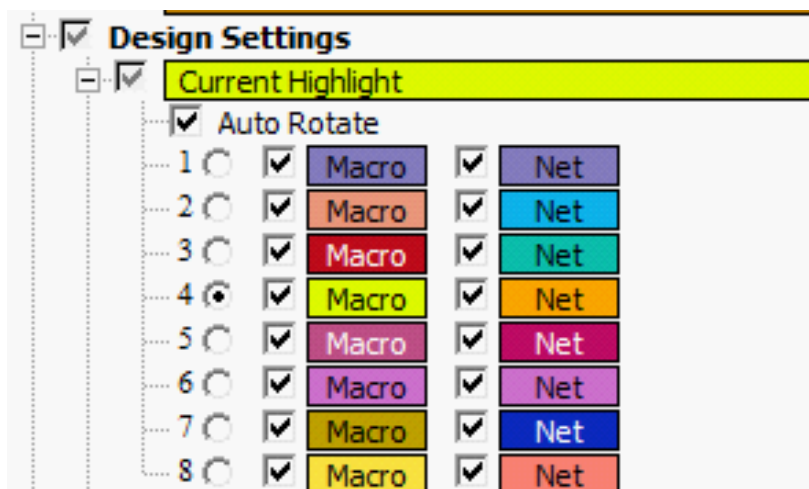 Design Settings
Current Highlight
Auto Rotate
1 Macro Net
2 Macro Net
3 Macro Net
4 Macro Net
5 Macro Net
6 Macro Net
7 Macro Net
8 Macro Net